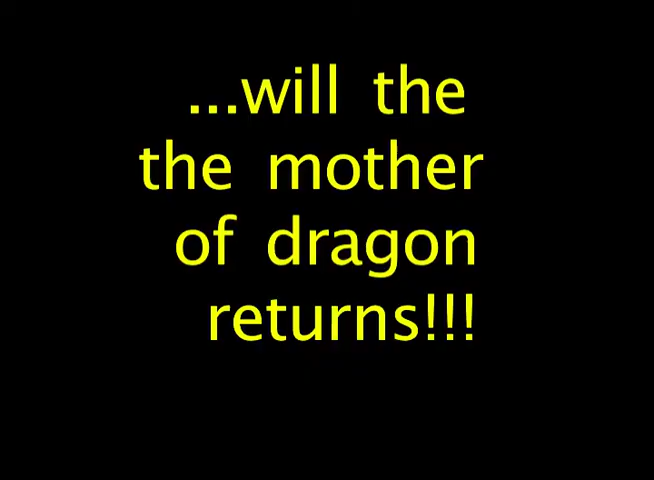 ...will the
the mother
of dragon
returns!!!